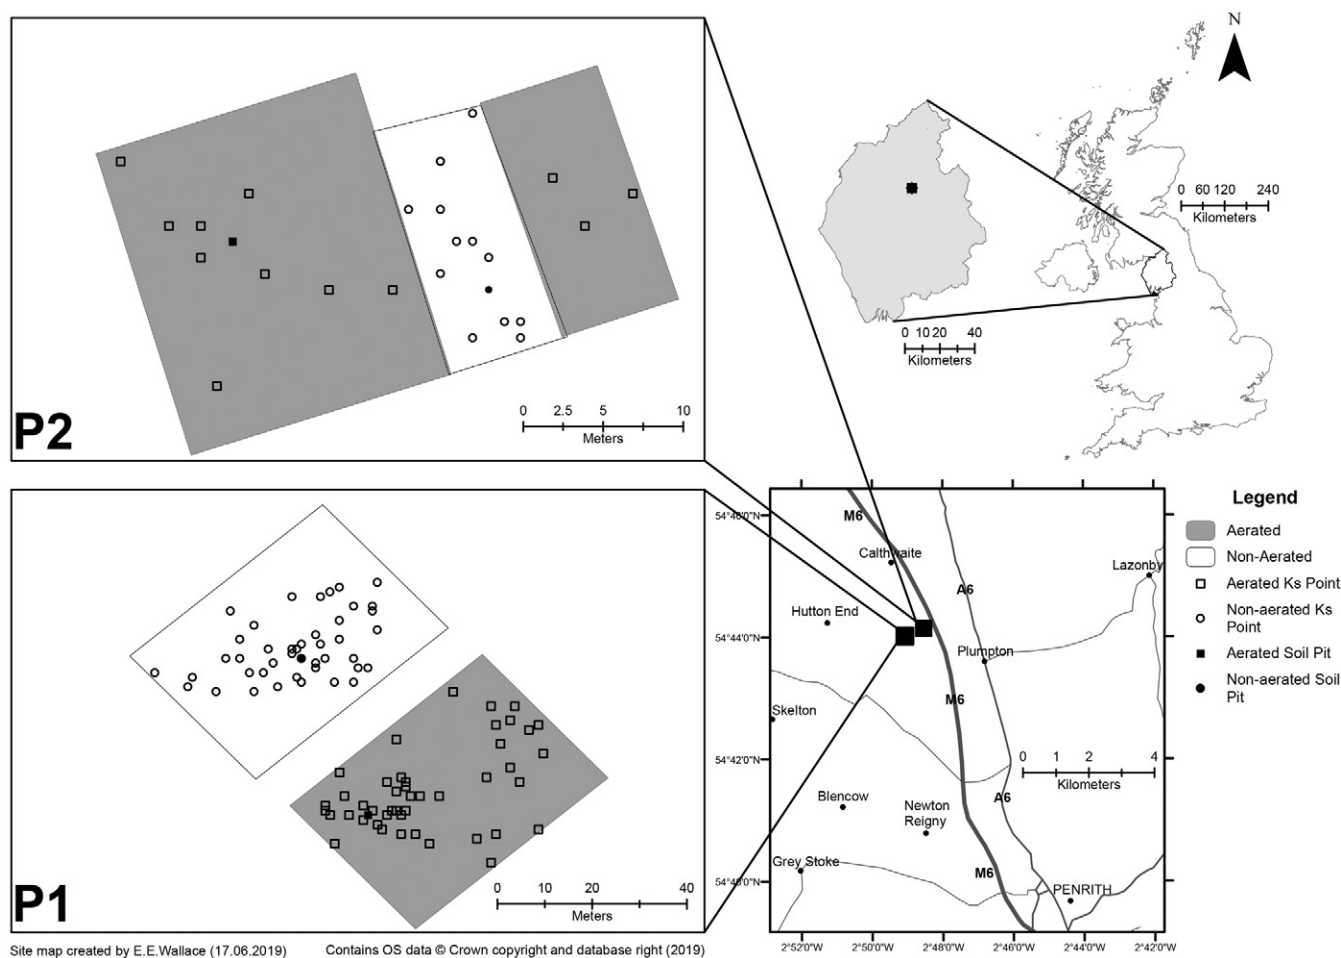 P2
0 2.5 5 10
Meters
P1
0 10 20 40
Meters
N
0 60 120 240
Kilometers
0 10 20 40
Kilometers
54°46'0"N
54°44'0"N
54°42'0"N
54°40'0"N
M6
Calthwaite
A6
Lazonby
Hutton End
Plumpton
M6
Skelton
0 1 2 4
Kilometers
Blencow
Newton
Reigny
A6
Grey Stoke
M6
PENRITH
2°52'0"W 2°50'0"W 2°48'0"W 2°46'0"W 2°44'0"W 2°42'0"W
Legend
Aerated
Non-Aerated
Aerated Ks Point
Non-aerated Ks
Point
Aerated Soil Pit
Non-aerated Soil
Pit
Site map created by E.E.Wallace (17.06.2019)
Contains OS data © Crown copyright and database right (2019)